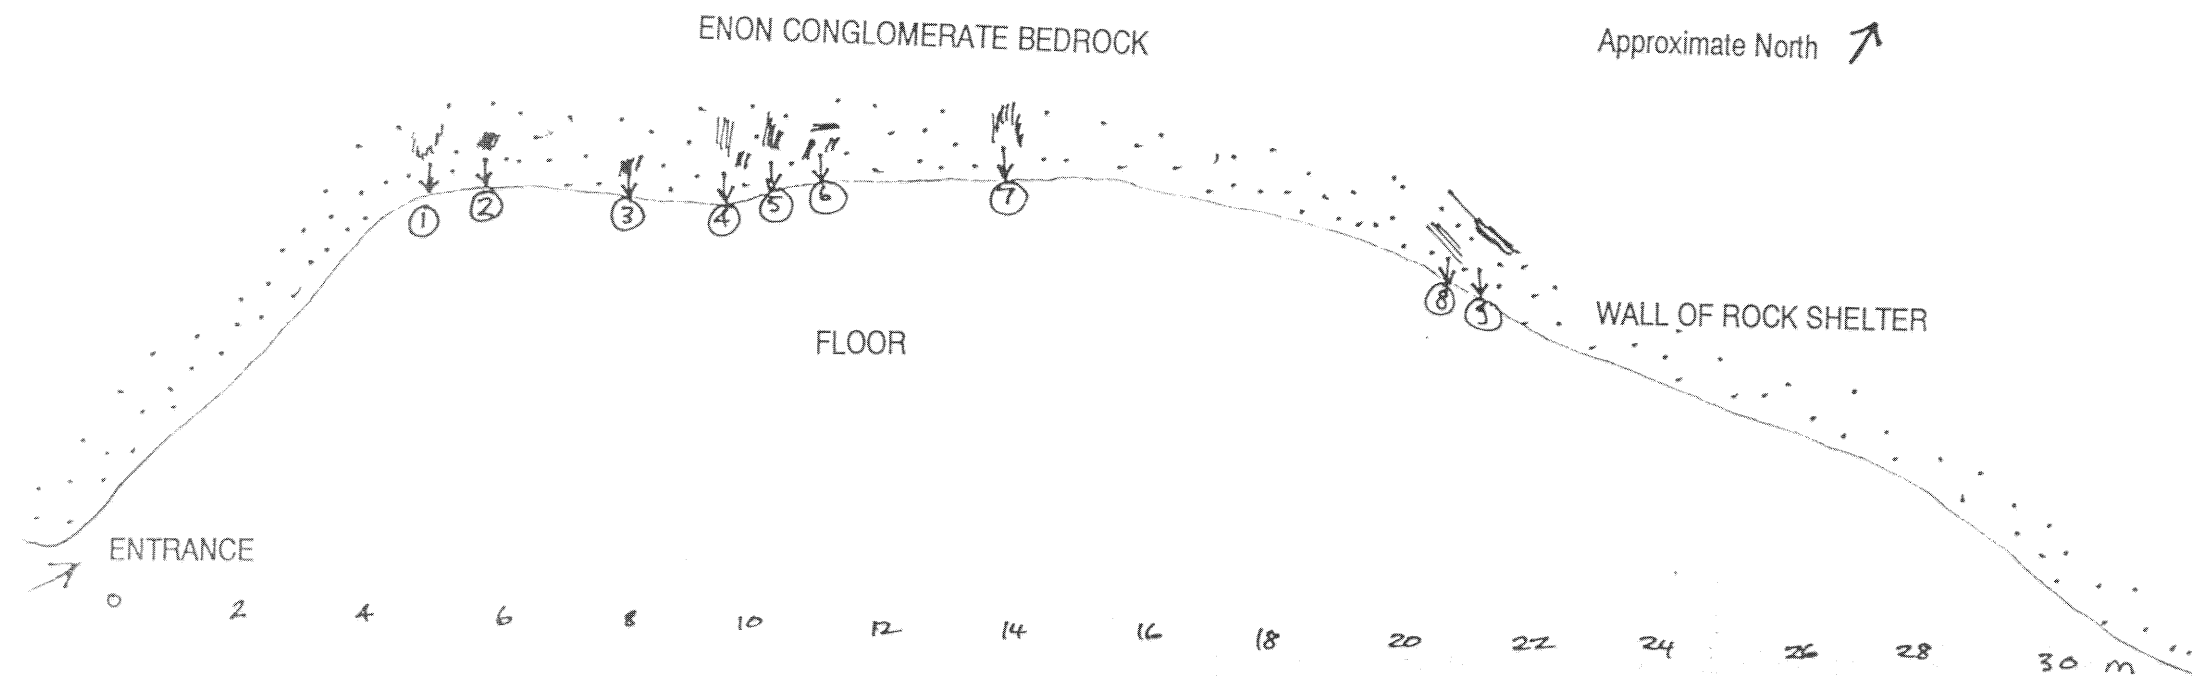 ENON CONGLOMERATE BEDROCK
Approximate North
1 2 3 4 5 6 7
8
WALL OF ROCK SHELTER
FLOOR
ENTRANCE
0 2 4 6 8 10 12 14 16 18 20 22 24 26 28 30 m